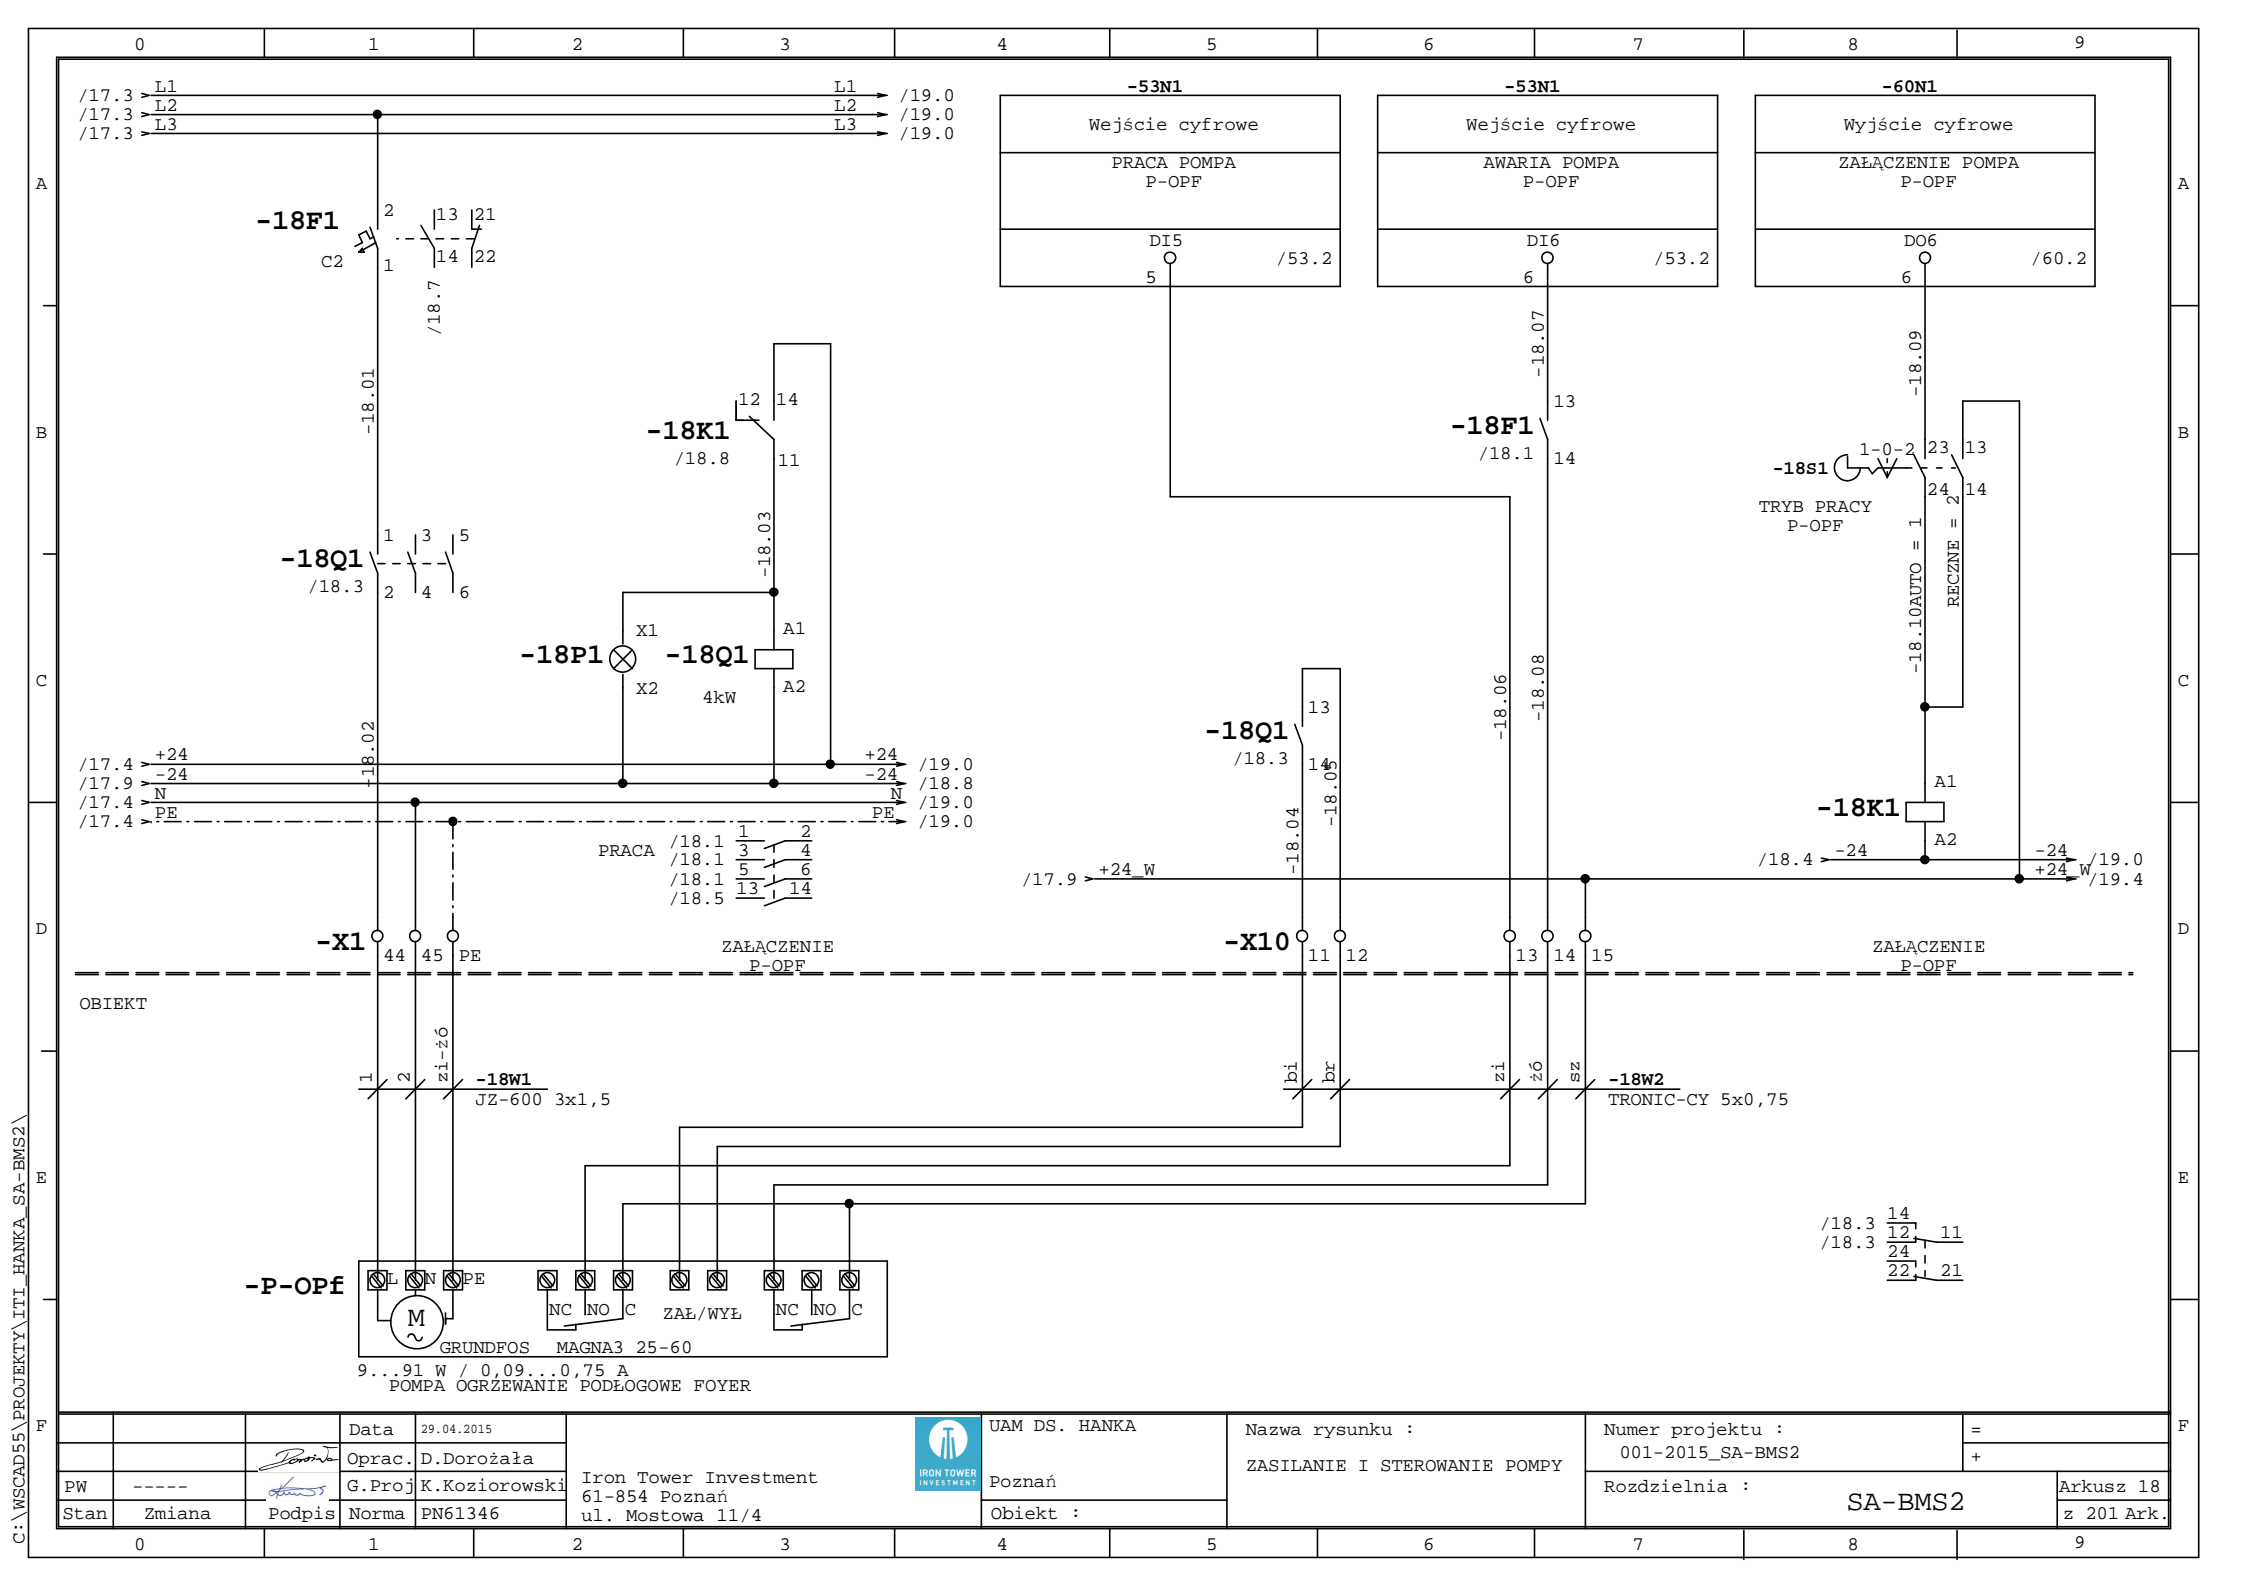 0 1 2 3 4 5 6 7 8 9
/17.3 L1 L1 /19.0
/17.3 L2 L2 /19.0
/17.3 L3 L3 /19.0
-53N1
Wejście cyfrowe
PRACA POMPA
P-OPF
DI5
/53.2
5
-53N1
Wejście cyfrowe
AWARIA POMPA
P-OPF
DI6
/53.2
6
-60N1
Wyjście cyfrowe
ZAŁĄCZENIE POMPA
P-OPF
DO6
/60.2
6
A A
-18F1
C2
2
1
13 21
14 22
/18.7
-18.01
-18.07
-18.09
B B
12 14
-18K1
/18.8
11
-18.03
13
-18F1
/18.1
14
1-0-2 23 13
-18S1
24 14
TRYB PRACY
P-OPF
-18.10AUTO = 1
RECZNE = 2
1 3 5
-18Q1
/18.3
2 4 6
X1
-18P1
X2
A1
-18Q1
A2
4kW
C C
-18.02
-18.06
-18.08
13
-18Q1
/18.3
14
-18.05
-18.04
/17.4 +24 +24 /19.0
/17.9 -24 -24 /18.8
/17.4 N N /19.0
/17.4 PE PE /19.0
A1
-18K1
A2
PRACA
/18.1 1 2
/18.1 3 4
/18.1 5 6
/18.5 13 14
/18.4 -24 -24 /19.0
/17.9 +24_W +24_W /19.4
D D
-X1
44 45 PE
ZAŁĄCZENIE
P-OPF
-X10
11 12 13 14 15
ZAŁĄCZENIE
P-OPF
OBIEKT
1 2 zi-żó
-18W1
JZ-600 3x1,5
bi br zi żó sz
-18W2
TRONIC-CY 5x0,75
E E
/18.3 14
/18.3 12 11
24
22 21
-P-OPf
L N PE
M
NC NO C
ZAŁ/WYŁ
NC NO C
GRUNDFOS MAGNA3 25-60
9...91 W / 0,09...0,75 A
POMPA OGRZEWANIE PODŁOGOWE FOYER
C:\WSCAD55\PROJEKTY\ITI_HANKA_SA-BMS2\
F F
Data 29.04.2015
Oprac. D.Dorożała
PW ----- G.Proj K.Koziorowski
Stan Zmiana Podpis Norma PN61346
Iron Tower Investment
61-854 Poznań
ul. Mostowa 11/4
IRON TOWER
INVESTMENT
UAM DS. HANKA
Poznań
Obiekt :
Nazwa rysunku :
ZASILANIE I STEROWANIE POMPY
Numer projektu :
001-2015_SA-BMS2
Rozdzielnia :
SA-BMS2
=
+
Arkusz 18
z 201 Ark.
0 1 2 3 4 5 6 7 8 9